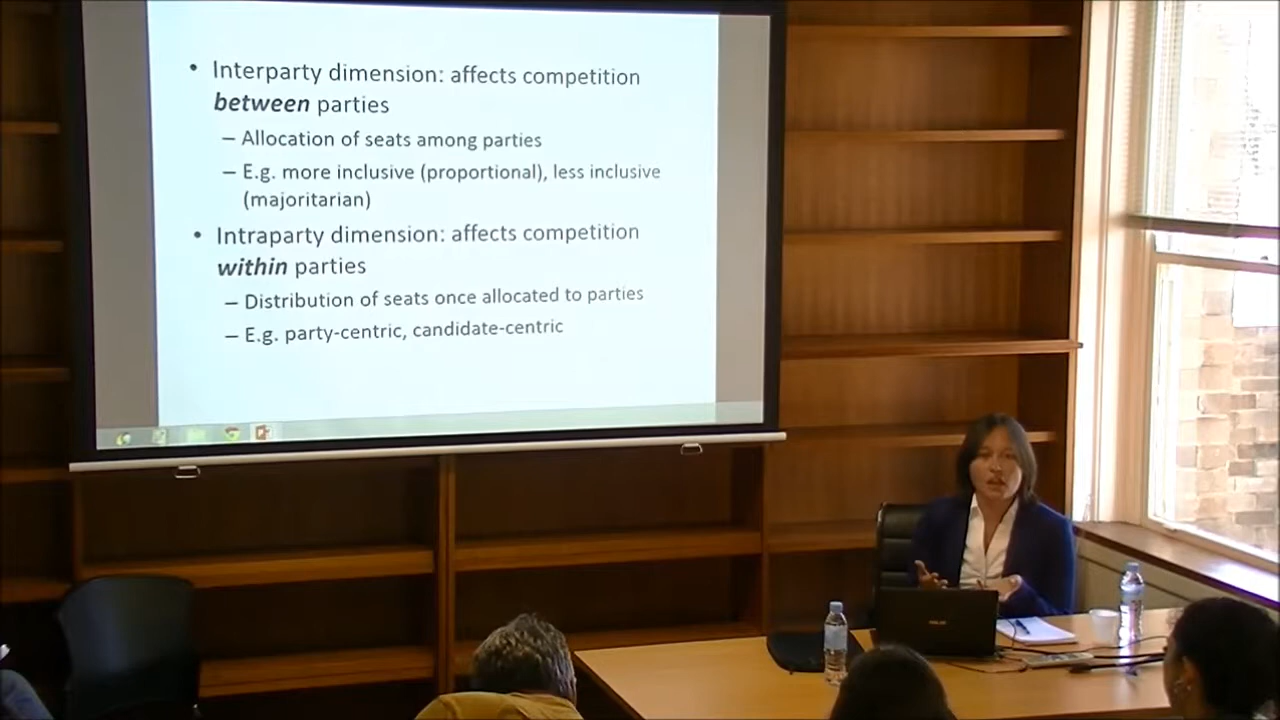 • Interparty dimension: affects competition
between parties
– Allocation of seats among parties
– E.g. more inclusive (proportional), less inclusive
(majoritarian)
• Intraparty dimension: affects competition
within parties
– Distribution of seats once allocated to parties
– E.g. party-centric, candidate-centric
ASUS